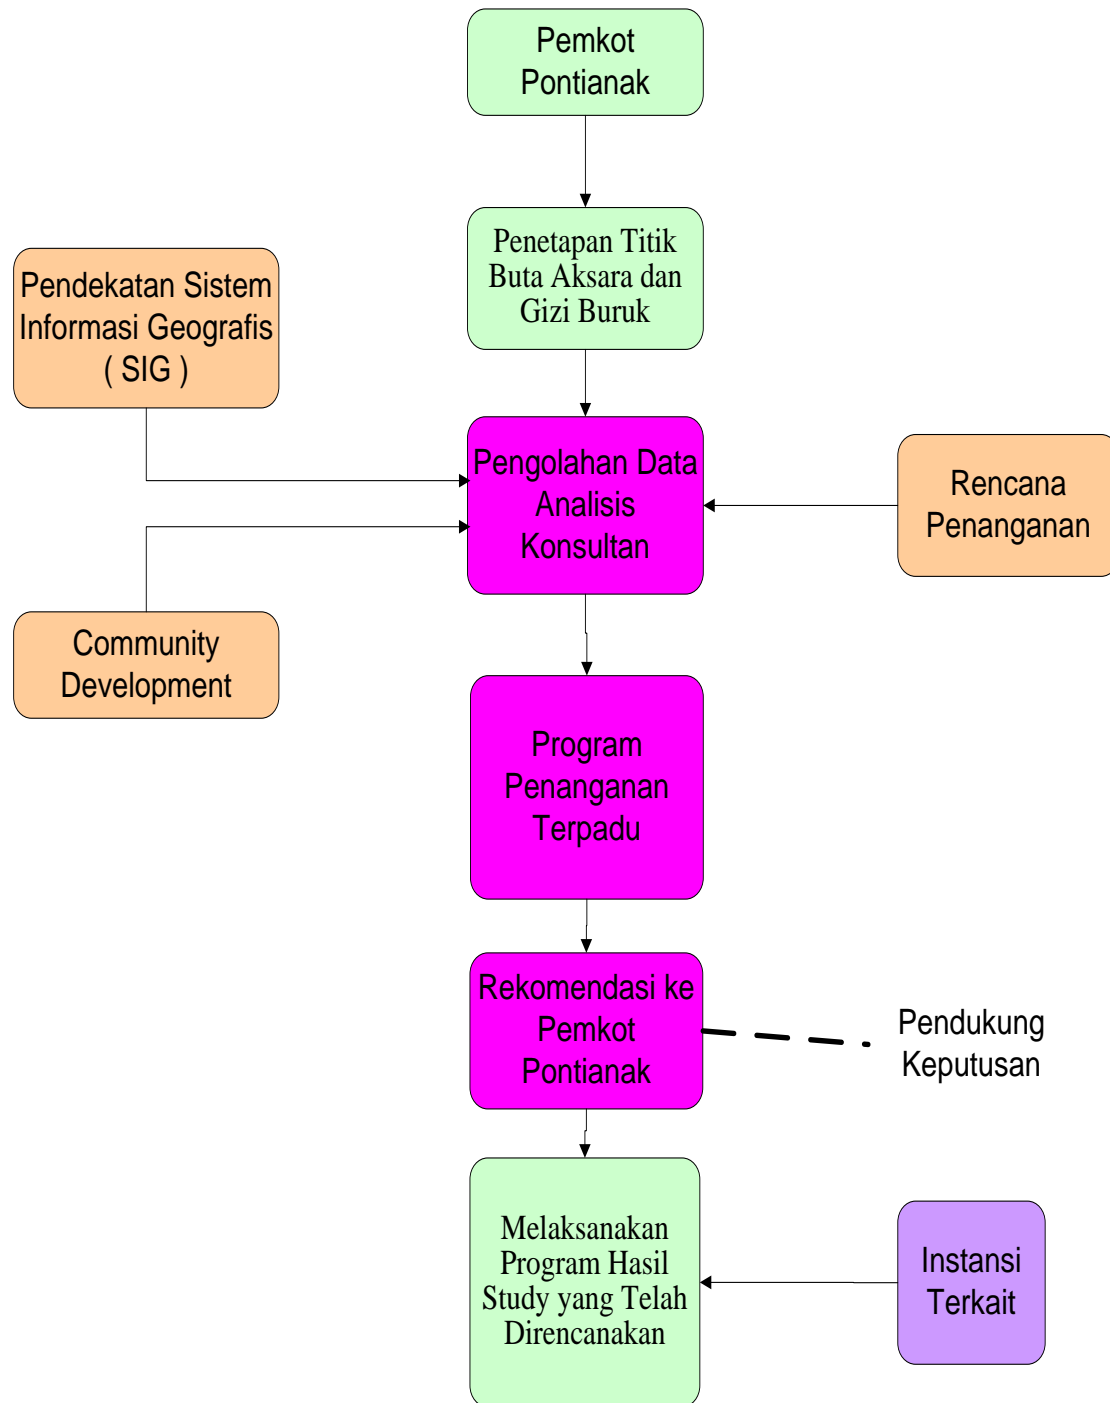 Pemkot
Pontianak
Penetapan Titik
Buta Aksara dan
Gizi Buruk
Pendekatan Sistem
Informasi Geografis
( SIG )
Pengolahan Data
Analisis
Konsultan
Rencana
Penanganan
Community
Development
Program
Penanganan
Terpadu
Rekomendasi ke
Pemkot
Pontianak
Pendukung
Keputusan
Melaksanakan
Program Hasil
Study yang Telah
Direncanakan
Instansi
Terkait